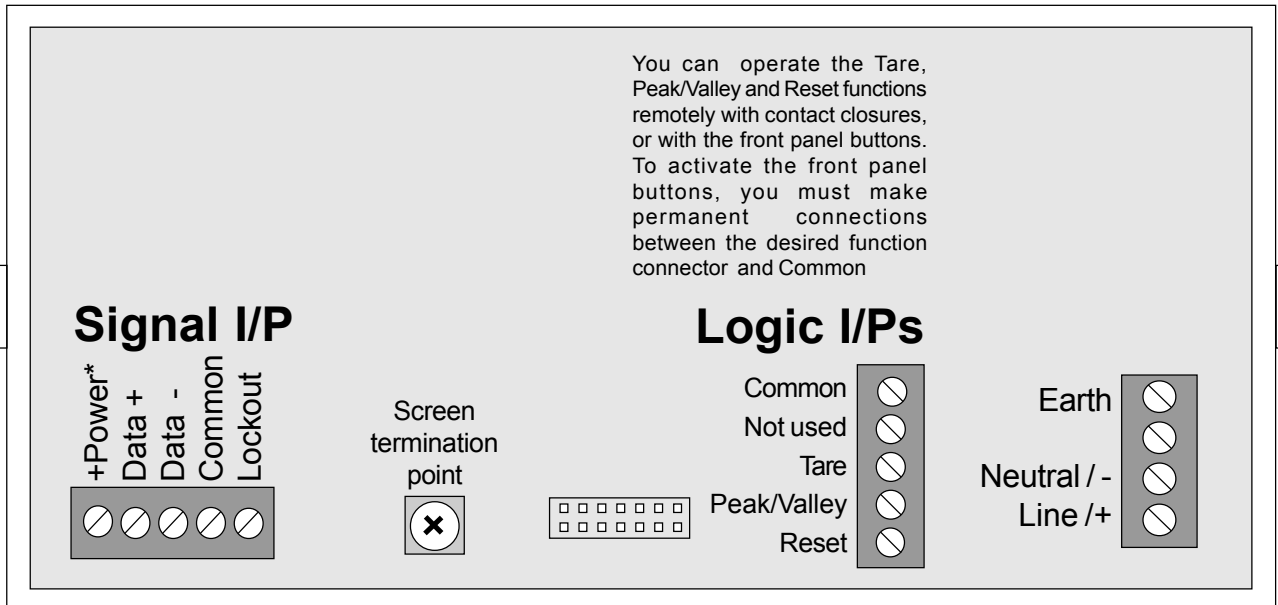 You can operate the Tare,
Peak/Valley and Reset functions
remotely with contact closures,
or with the front panel buttons.
To activate the front panel
buttons, you must make
permanent connections
between the desired function
connector and Common
Signal I/P
+Power*
Data +
Data -
Common
Lockout
Screen
termination
point
Logic I/Ps
Common
Not used
Tare
Peak/Valley
Reset
Earth
Neutral / -
Line /+